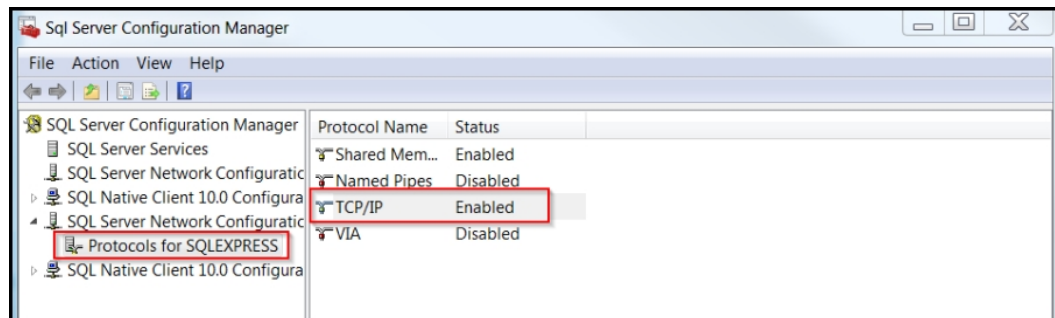 Sql Server Configuration Manager
File Action View Help
SQL Server Configuration Manager
SQL Server Services
SQL Server Network Configuratic
SQL Native Client 10.0 Configura
SQL Server Network Configuratic
Protocols for SQLEXPRESS
SQL Native Client 10.0 Configura
Protocol Name Status
Shared Mem... Enabled
Named Pipes Disabled
TCP/IP Enabled
VIA Disabled